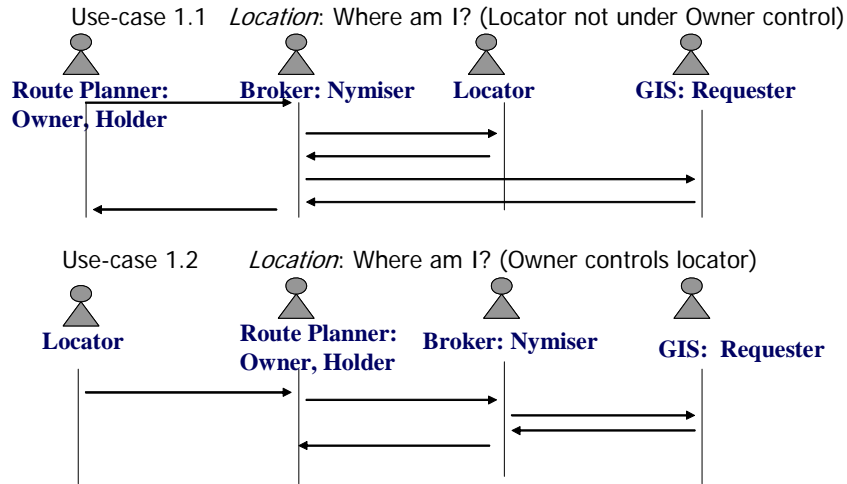 Use-case 1.1 Location: Where am I? (Locator not under Owner control)
Route Planner:
Owner, Holder
Broker: Nymiser
Locator
GIS: Requester
Use-case 1.2 Location: Where am I? (Owner controls locator)
Locator
Route Planner:
Owner, Holder
Broker: Nymiser
GIS: Requester